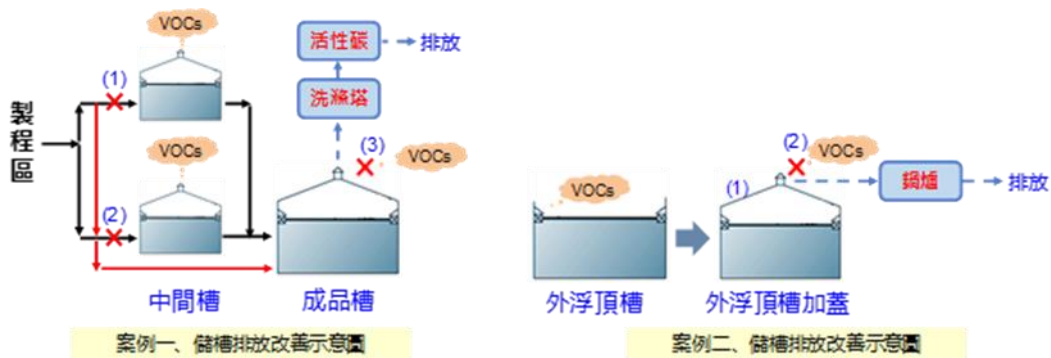 VOCs
活性碳
排放
洗滌塔
(1)
製程區
VOCs
(2)
(3)
VOCs
中間槽
成品槽
案例一、儲槽排放改善示意圖
VOCs
(1)
(2)
VOCs
鍋爐
排放
外浮頂槽
外浮頂槽加蓋
案例二、儲槽排放改善示意圖